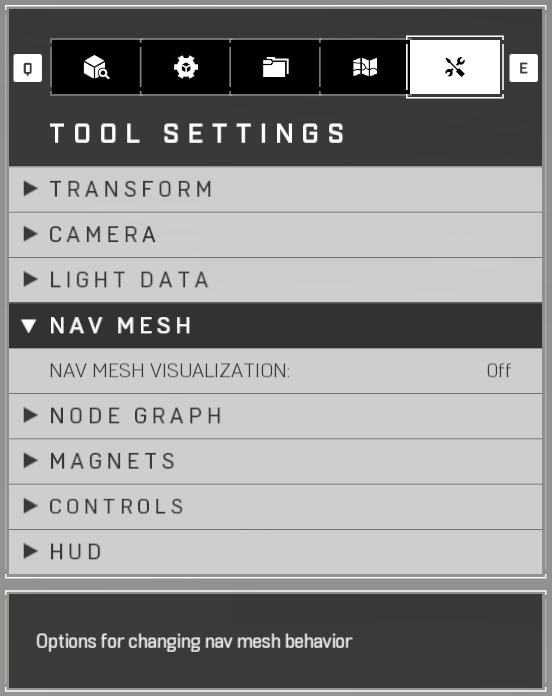 Q
E
TOOL SETTINGS
TRANSFORM
CAMERA
LIGHT DATA
NAV MESH
NAV MESH VISUALIZATION: Off
NODE GRAPH
MAGNETS
CONTROLS
HUD
Options for changing nav mesh behavior